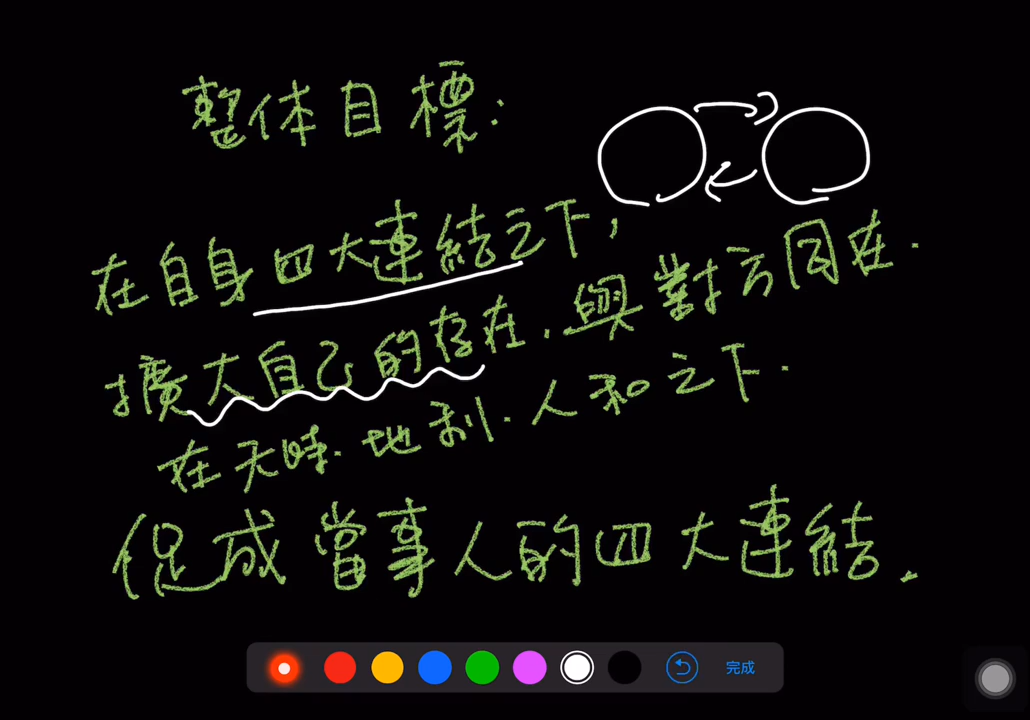 整体目標:
在自身四大連結之下,
擴大自己的存在.與對方同在.
在天時.地利.人和之下.
促成當事人的四大連結.
完成